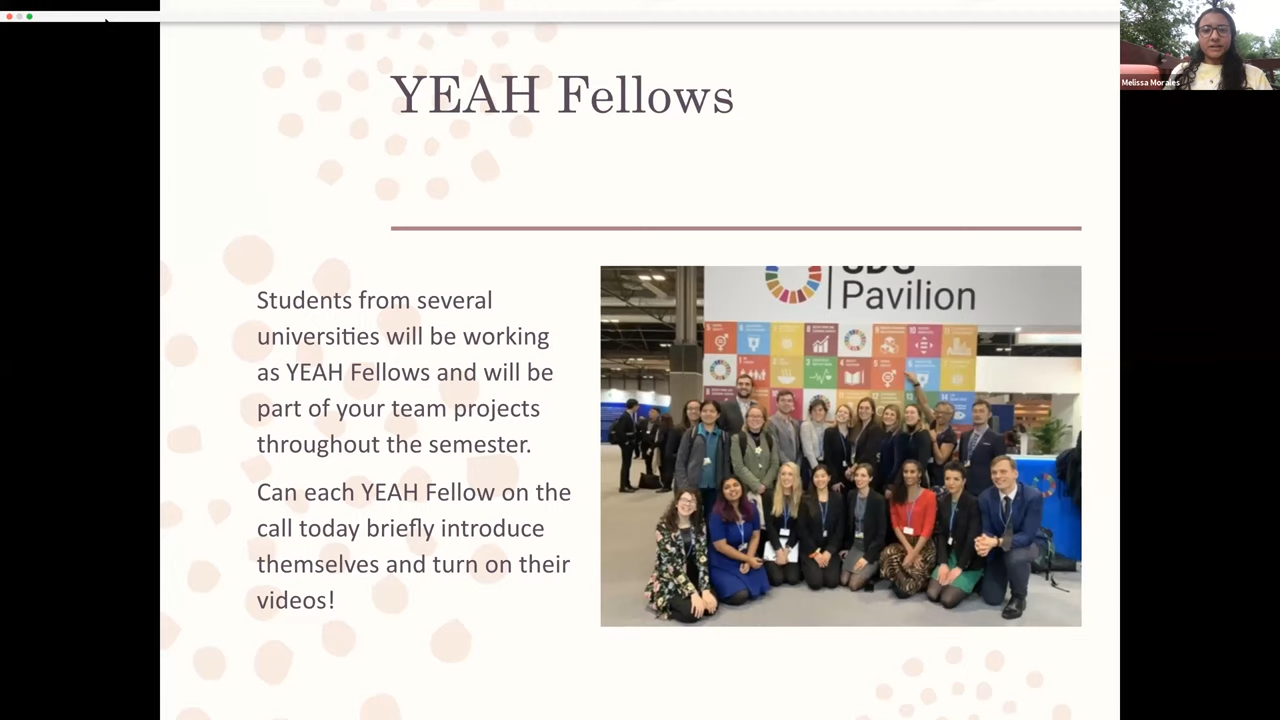 YEAH Fellows
Melissa Morales
Students from several
universities will be working
as YEAH Fellows and will be
part of your team projects
throughout the semester.
Can each YEAH Fellow on the
call today briefly introduce
themselves and turn on their
videos!
Pavilion